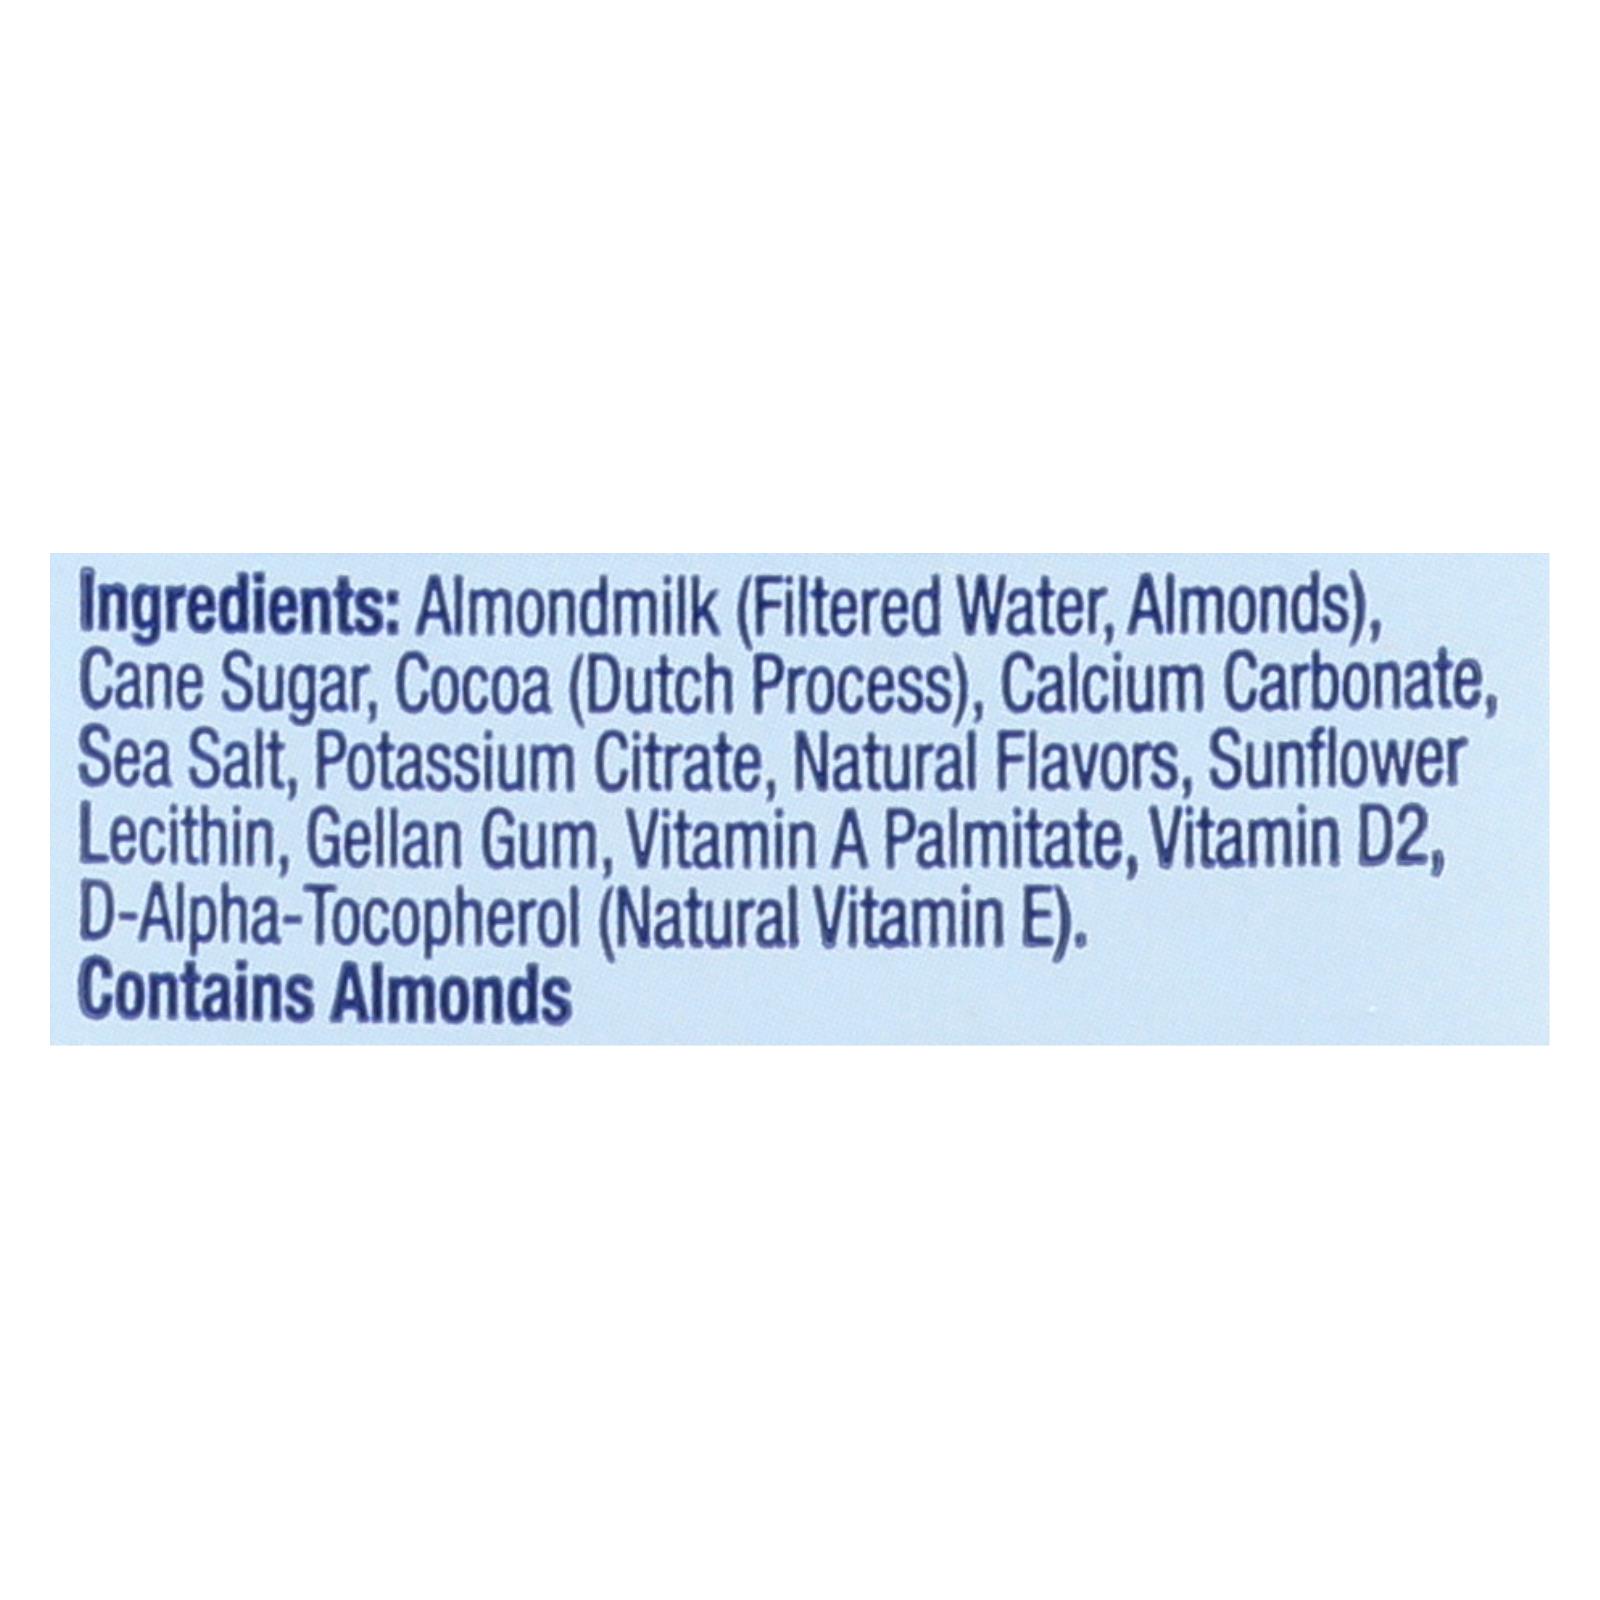 Ingredients: Almondmilk (Filtered Water, Almonds),
Cane Sugar, Cocoa (Dutch Process), Calcium Carbonate,
Sea Salt, Potassium Citrate, Natural Flavors, Sunflower
Lecithin, Gellan Gum, Vitamin A Palmitate, Vitamin D2,
D-Alpha-Tocopherol (Natural Vitamin E).
Contains Almonds